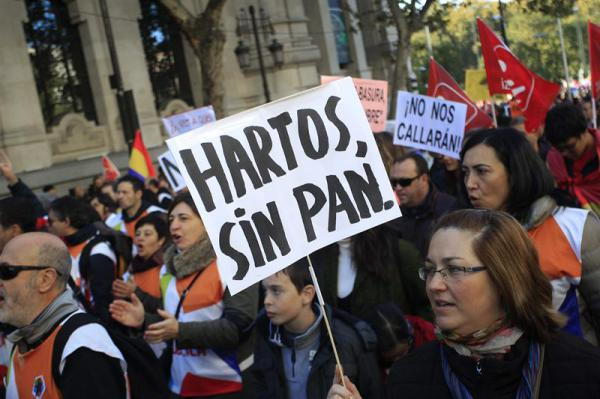 HARTOS,
SIN PAN.
¡NO NOS
CALLARÁN!
BASURA